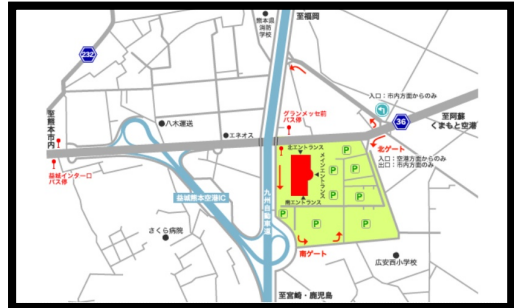 熊本県
消防
学校
至福岡
232
入口：市内方面からのみ
至熊本市内
八木運送
グランメッセ前
バス停
36
至阿蘇
くまもと空港
エネオス
北ゲート
入口：空港方面からのみ
出口：市内方面のみ
北エントランス
メインエントランス
南エントランス
益城インター口
バス停
益城熊本空港IC
九州自動車道
P
P
P
P
P
P
P
P
P
さくら病院
南ゲート
広安西小学校
至宮崎・鹿児島